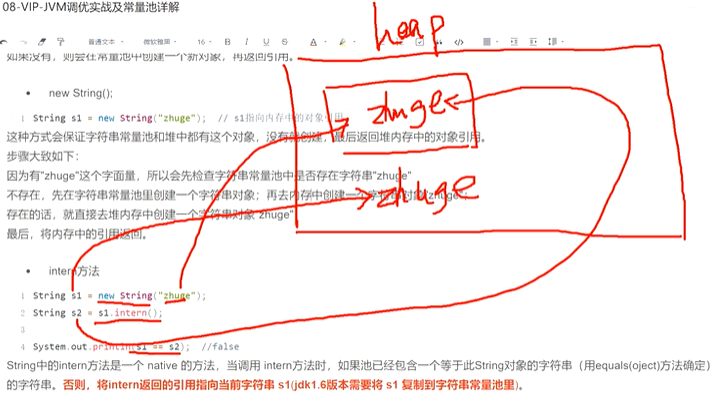 08-VIP-JVM调优实战及常量池详解
普通文本 微软雅黑 16 B I U S A
heap
如果没有，则会在常量池中创建一个新对象，再返回引用。
new String();
zhuge
1 String s1 = new String("zhuge"); // s1指向内存中的对象引用
这种方式会保证字符串常量池和堆中都有这个对象，没有就创建，最后返回堆内存中的对象引用。
步骤大致如下：
因为有"zhuge"这个字面量，所以会先检查字符串常量池中是否存在字符串"zhuge"
zhuge
不存在，先在字符串常量池里创建一个字符串对象；再去内存中创建一个字符串对象"zhuge"；
存在的话，就直接去堆内存中创建一个字符串对象"zhuge"
最后，将内存中的引用返回。
intern方法
1 String s1 = new String("zhuge");
2 String s2 = s1.intern();
3
4 System.out.println(s1 == s2); //false
String中的intern方法是一个 native 的方法，当调用 intern方法时，如果池已经包含一个等于此String对象的字符串（用equals(oject)方法确定）
的字符串。否则，将intern返回的引用指向当前字符串 s1(jdk1.6版本需要将 s1 复制到字符串常量池里)。